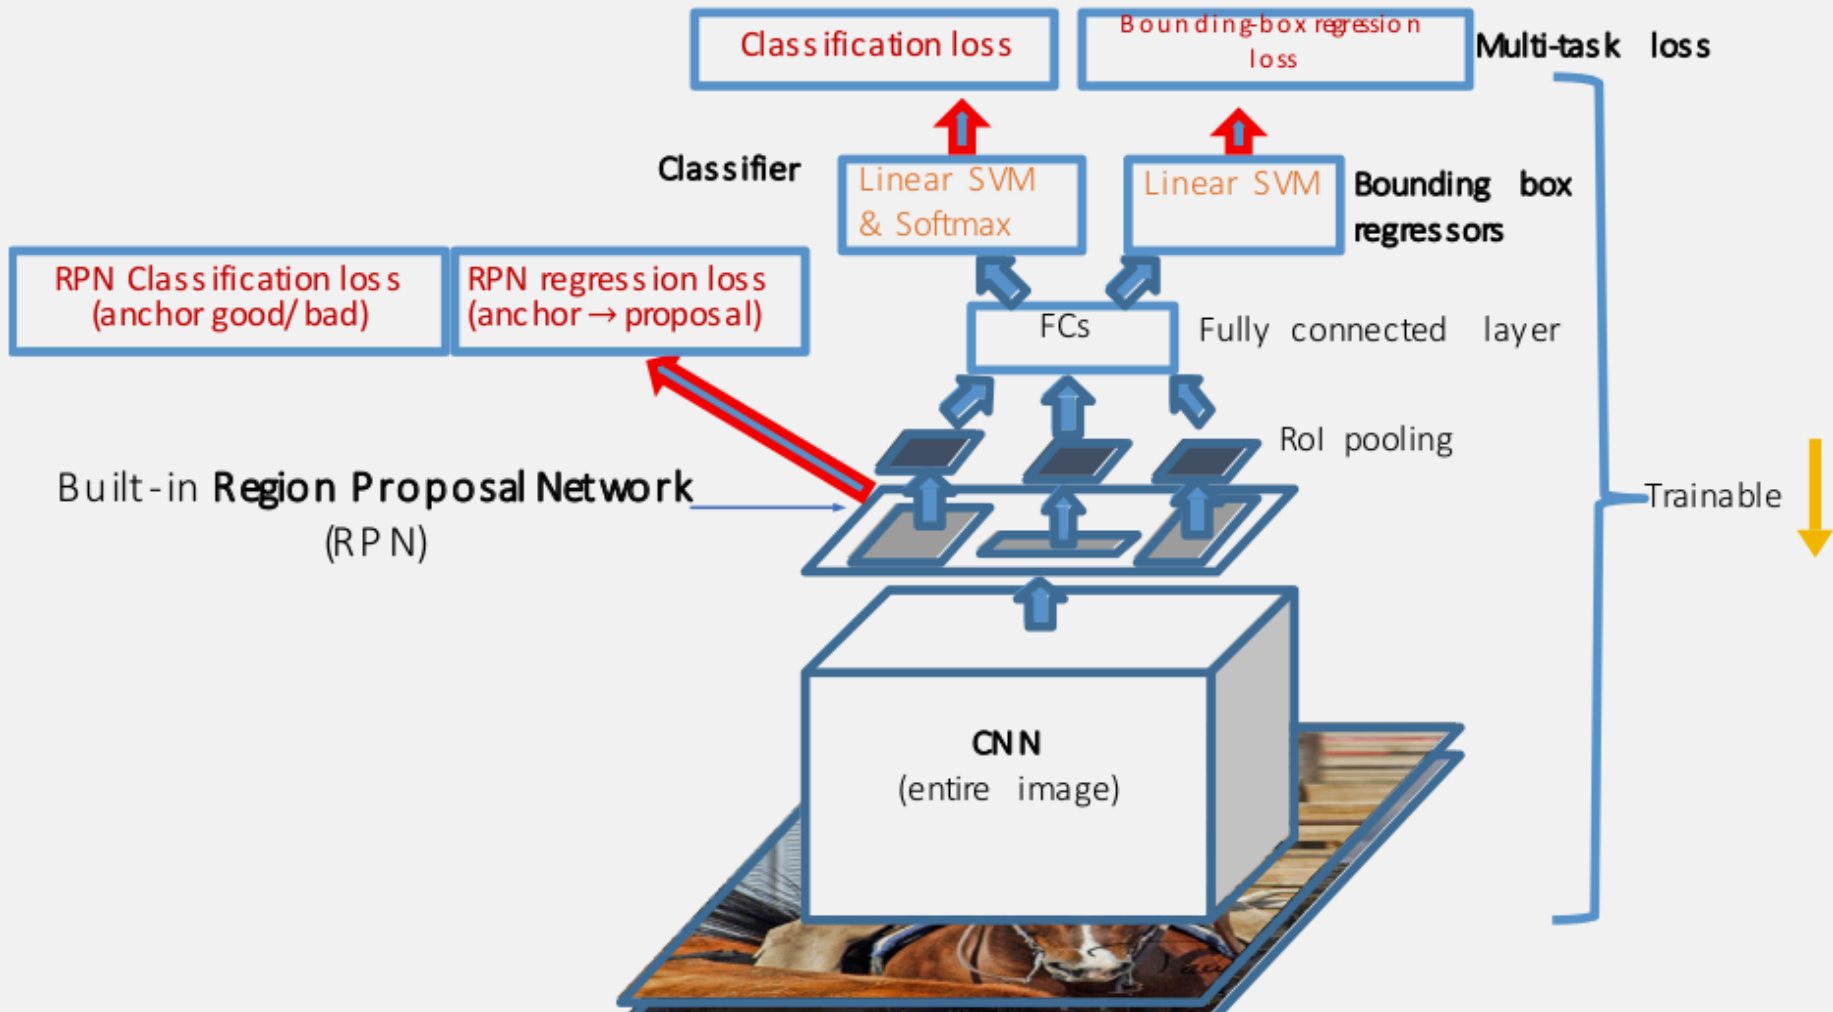 Classification loss
Bounding-box regression
loss
Multi-task loss
Classifier
Linear SVM
& Softmax
Linear SVM
Bounding box
regressors
RPN Classification loss
(anchor good/ bad)
RPN regression loss
(anchor → proposal)
FCs
Fully connected layer
RoI pooling
Built-in Region Proposal Network
(RPN)
Trainable
CNN
(entire image)